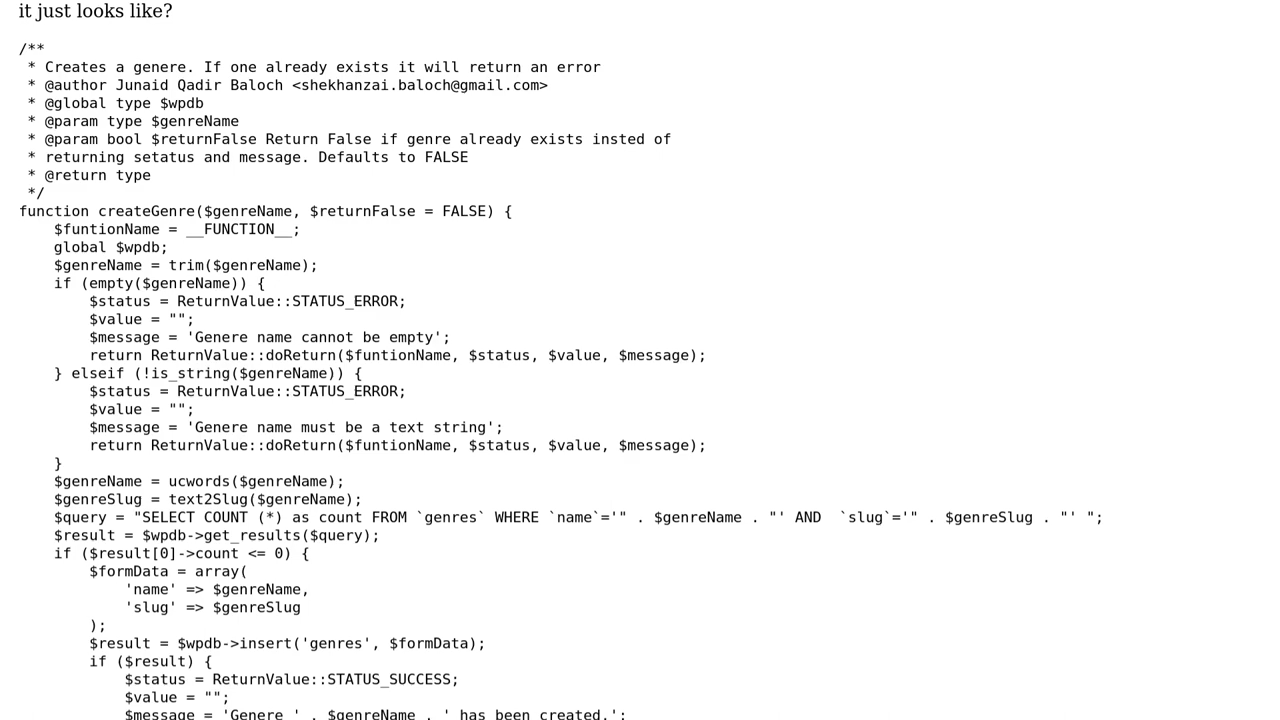 it just looks like?
/**
 * Creates a genere. If one already exists it will return an error
 * @author Junaid Qadir Baloch <shekhanzai.baloch@gmail.com>
 * @global type $wpdb
 * @param type $genreName
 * @param bool $returnFalse Return False if genre already exists insted of
 * returning setatus and message. Defaults to FALSE
 * @return type
 */
function createGenre($genreName, $returnFalse = FALSE) {
    $funtionName = __FUNCTION__;
    global $wpdb;
    $genreName = trim($genreName);
    if (empty($genreName)) {
        $status = ReturnValue::STATUS_ERROR;
        $value = "";
        $message = 'Genere name cannot be empty';
        return ReturnValue::doReturn($funtionName, $status, $value, $message);
    } elseif (!is_string($genreName)) {
        $status = ReturnValue::STATUS_ERROR;
        $value = "";
        $message = 'Genere name must be a text string';
        return ReturnValue::doReturn($funtionName, $status, $value, $message);
    }
    $genreName = ucwords($genreName);
    $genreSlug = text2Slug($genreName);
    $query = "SELECT COUNT (*) as count FROM `genres` WHERE `name`='" . $genreName . "' AND  `slug`='" . $genreSlug . "' ";
    $result = $wpdb->get_results($query);
    if ($result[0]->count <= 0) {
        $formData = array(
            'name' => $genreName,
            'slug' => $genreSlug
        );
        $result = $wpdb->insert('genres', $formData);
        if ($result) {
            $status = ReturnValue::STATUS_SUCCESS;
            $value = "";
            $message = 'Genere ' . $genreName . ' has been created.';